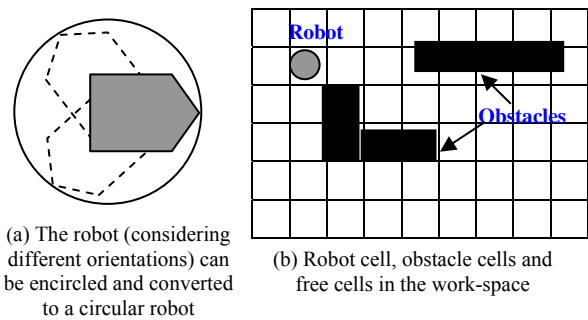 Robot
Obstacles
(a) The robot (considering
different orientations) can
be encircled and converted
to a circular robot
(b) Robot cell, obstacle cells and
free cells in the work-space